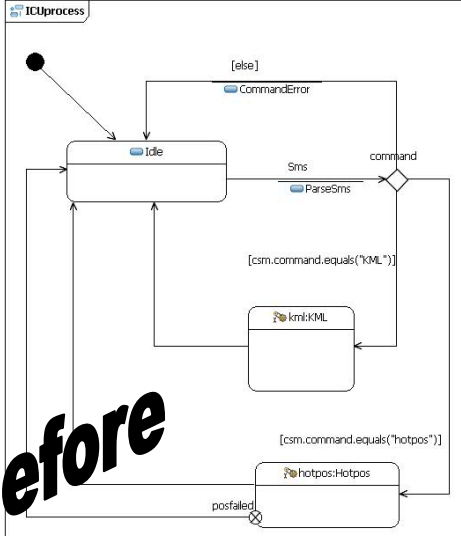 ICUprocess
[else]
CommandError
Idle
command
Sms
ParseSms
[csm.command.equals("KML")]
kml:KML
efore
[csm.command.equals("hotpos")]
hotpos:Hotpos
posfailed